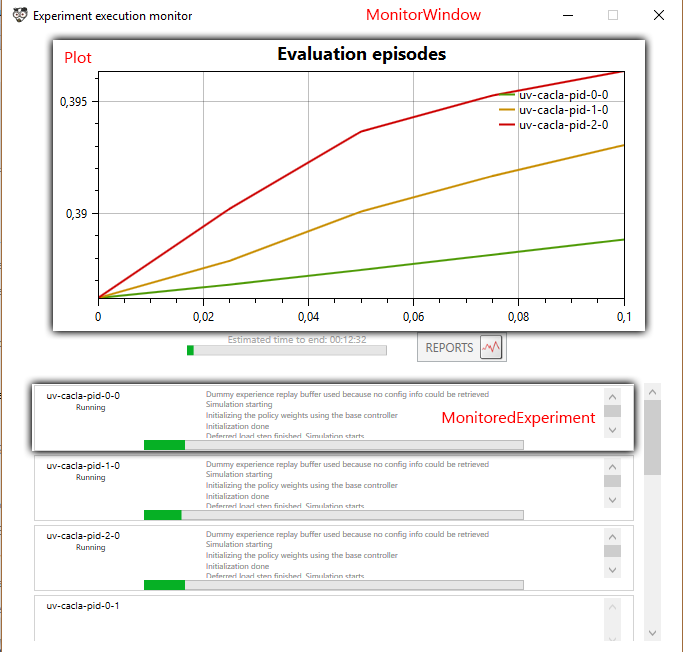 Experiment execution monitor
MonitorWindow
Plot
Evaluation episodes
0,395
0,39
uv-cacla-pid-0-0
uv-cacla-pid-1-0
uv-cacla-pid-2-0
0
0,02
0,04
0,06
0,08
0,1
Estimated time to end: 00:12:32
REPORTS
uv-cacla-pid-0-0
Running
Dummy experience replay buffer used because no config info could be retrieved
Simulation starting
Initializing the policy weights using the base controller
Initialization done
Deferred load step finished. Simulation starts
MonitoredExperiment
uv-cacla-pid-1-0
Running
Dummy experience replay buffer used because no config info could be retrieved
Simulation starting
Initializing the policy weights using the base controller
Initialization done
Deferred load step finished. Simulation starts
uv-cacla-pid-2-0
Running
Dummy experience replay buffer used because no config info could be retrieved
Simulation starting
Initializing the policy weights using the base controller
Initialization done
Deferred load step finished. Simulation starts
uv-cacla-pid-0-1